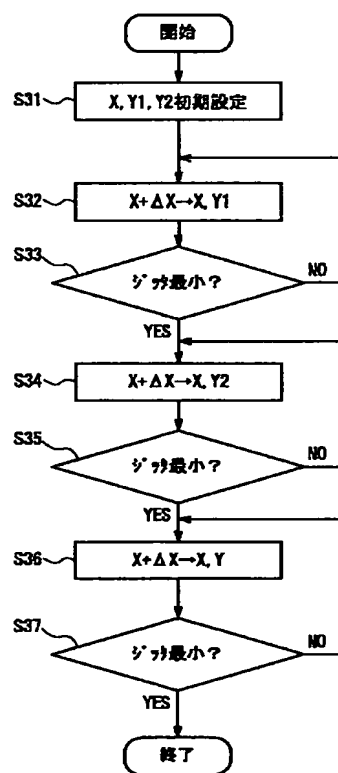 開始
S31
X, Y1, Y2初期設定
S32
X+ΔX→X, Y1
S33
ジッタ最小?
NO
YES
S34
X+ΔX→X, Y2
S35
ジッタ最小?
NO
YES
S36
X+ΔX→X, Y
S37
ジッタ最小?
NO
YES
終了